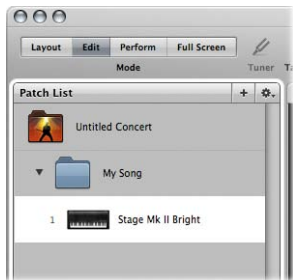 Layout Edit Perform Full Screen
Mode Tuner
Patch List
Untitled Concert
My Song
1 Stage Mk II Bright